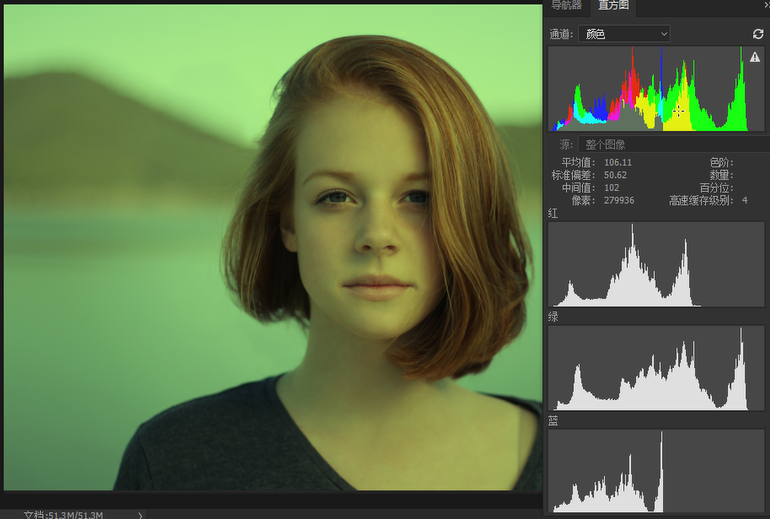 导航器 直方图
通道: 颜色
源: 整个图像
平均值: 106.11 色阶:
标准偏差: 50.62 数量:
中间值: 102 百分位:
像素: 279936 高速缓存级别: 4
红
绿
蓝
文档:51.3M/51.3M